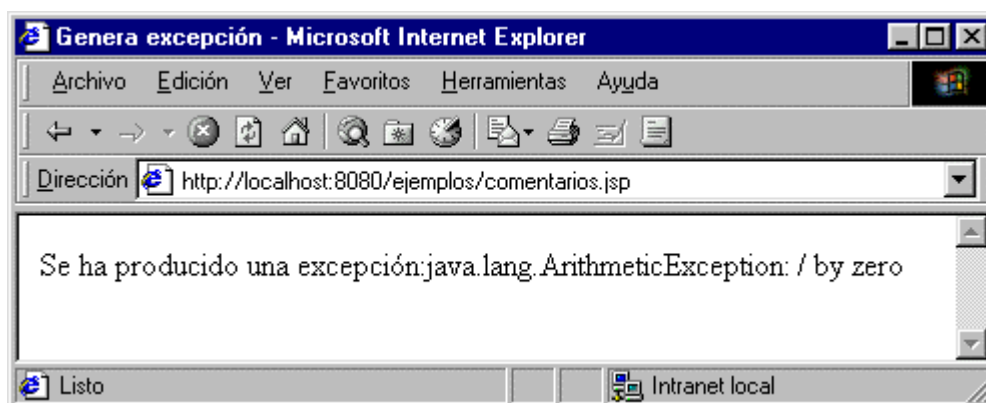 Genera excepción - Microsoft Internet Explorer
Archivo Edición Ver Favoritos Herramientas Ayuda
Dirección http://localhost:8080/ejemplos/comentarios.jsp
Se ha producido una excepción:java.lang.ArithmeticException: / by zero
Listo Intranet local